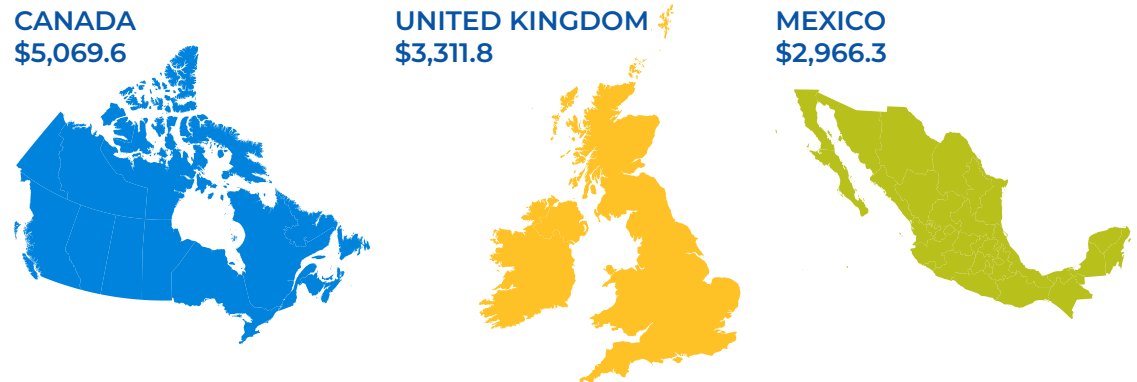 CANADA
$5,069.6
UNITED KINGDOM
$3,311.8
MEXICO
$2,966.3